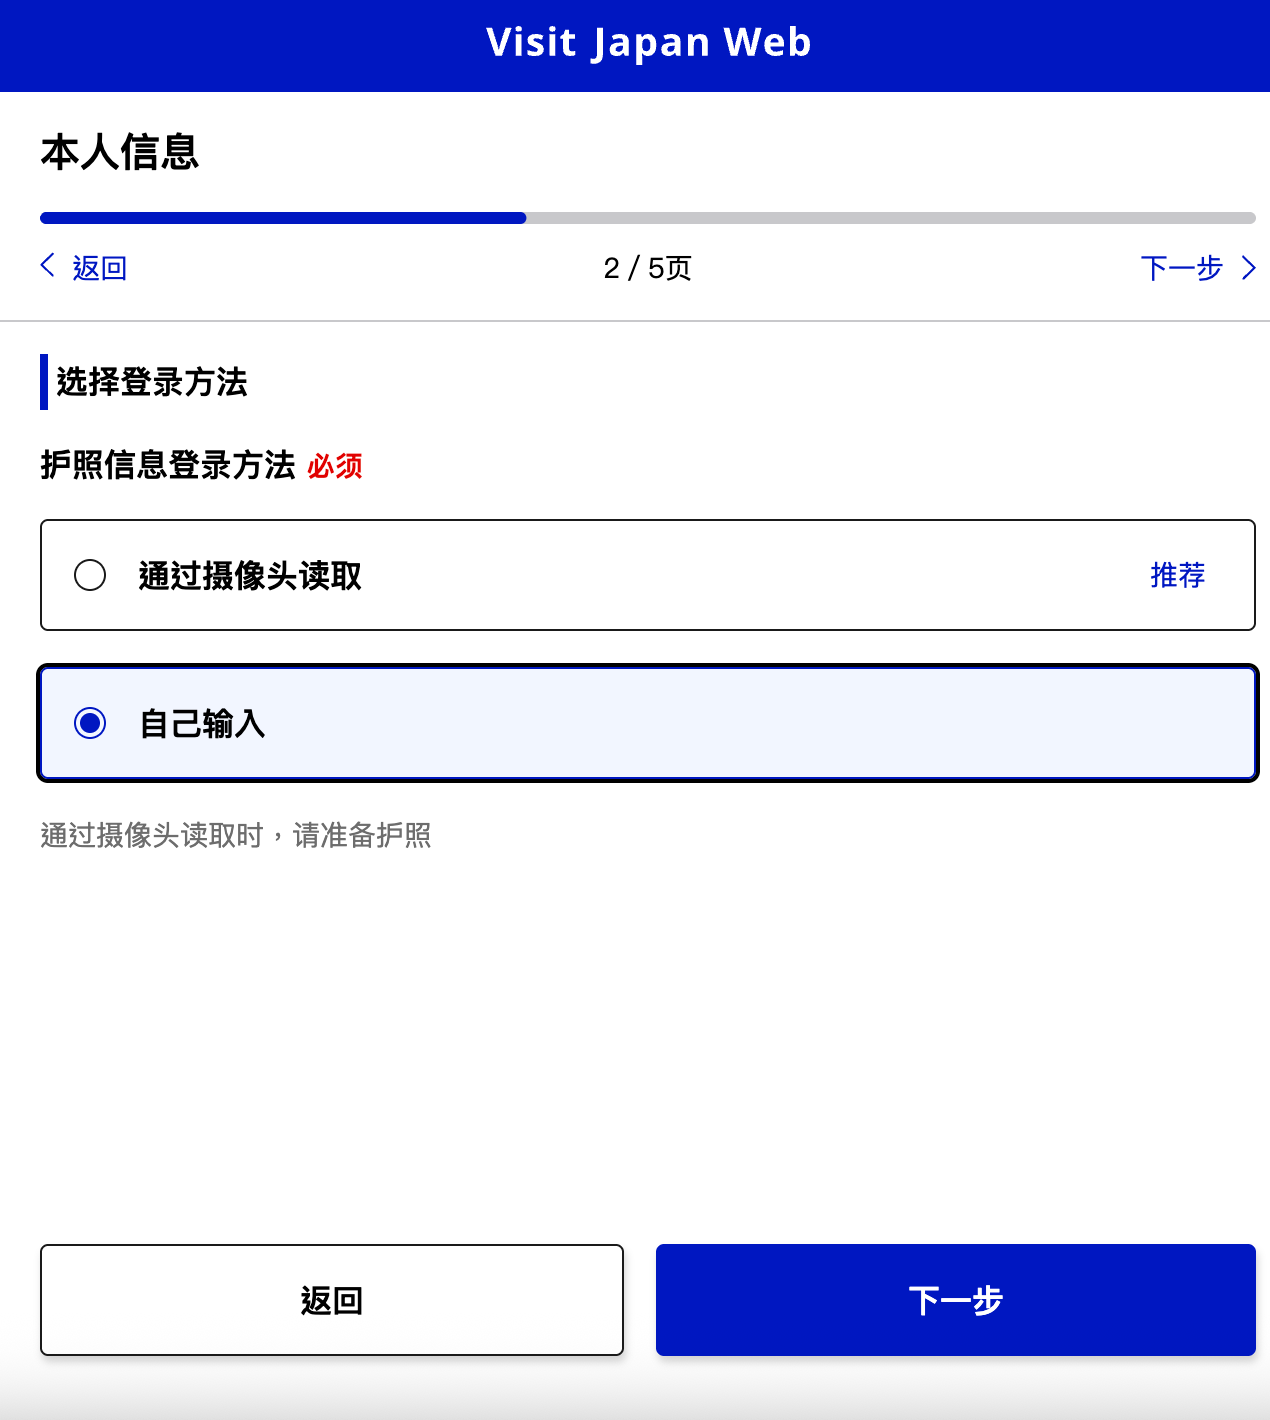 Visit Japan Web
本人信息
返回
2 / 5页
下一步
选择登录方法
护照信息登录方法 必须
通过摄像头读取 推荐
自己输入
通过摄像头读取时，请准备护照
返回
下一步